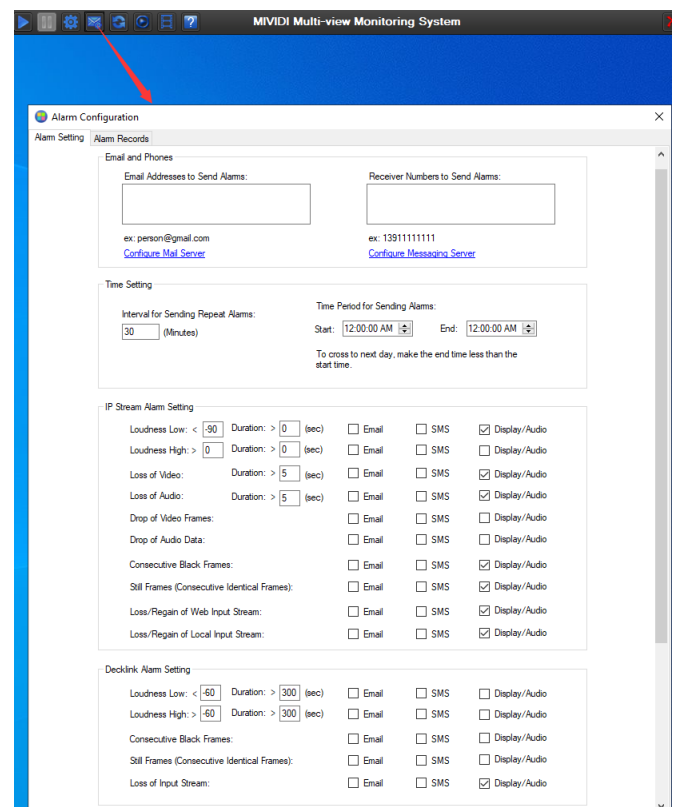 MIVIDI Multi-view Monitoring System
Alarm Configuration
Alarm Setting Alarm Records
Email and Phones
Email Addresses to Send Alarms: Receiver Numbers to Send Alarms:
ex: person@gmail.com ex: 13911111111
Configure Mail Server Configure Messaging Server
Time Setting
Interval for Sending Repeat Alarms: Time Period for Sending Alarms:
30 (Minutes) Start: 12:00:00 AM End: 12:00:00 AM
To cross to next day, make the end time less than the
start time.
IP Stream Alarm Setting
Loudness Low: < -90 Duration: > 0 (sec) Email SMS Display/Audio
Loudness High: > 0 Duration: > 0 (sec) Email SMS Display/Audio
Loss of Video: Duration: > 5 (sec) Email SMS Display/Audio
Loss of Audio: Duration: > 5 (sec) Email SMS Display/Audio
Drop of Video Frames: Email SMS Display/Audio
Drop of Audio Data: Email SMS Display/Audio
Consecutive Black Frames: Email SMS Display/Audio
Still Frames (Consecutive Identical Frames): Email SMS Display/Audio
Loss/Regain of Web Input Stream: Email SMS Display/Audio
Loss/Regain of Local Input Stream: Email SMS Display/Audio
Decklink Alarm Setting
Loudness Low: < -60 Duration: > 300 (sec) Email SMS Display/Audio
Loudness High: > -60 Duration: > 300 (sec) Email SMS Display/Audio
Consecutive Black Frames: Email SMS Display/Audio
Still Frames (Consecutive Identical Frames): Email SMS Display/Audio
Loss of Input Stream: Email SMS Display/Audio